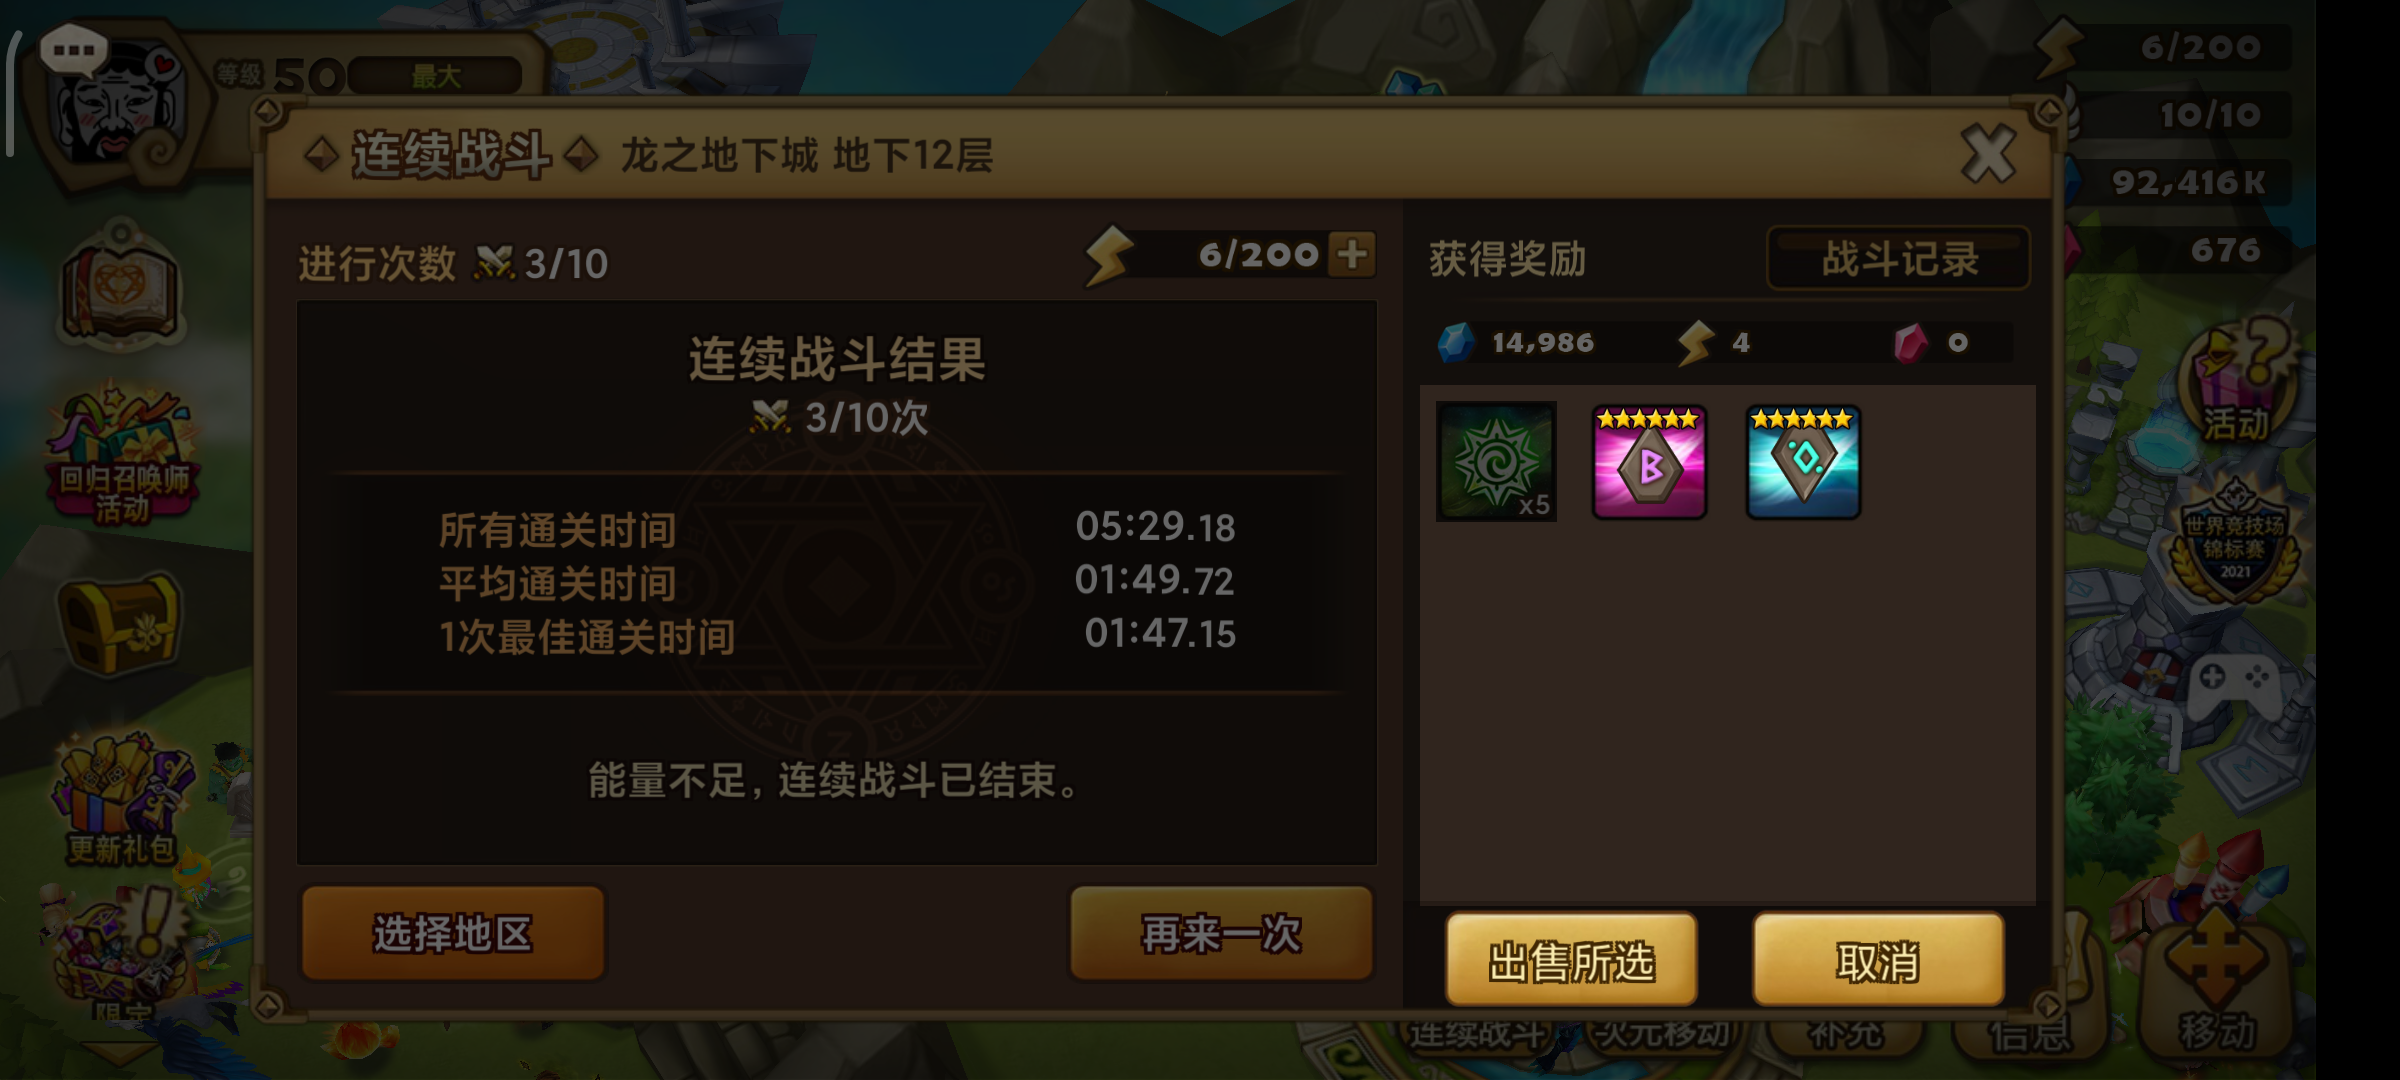 等级 50 最大
6/200
10/10
92,416K
676
连续战斗 龙之地下城 地下12层
进行次数 3/10
6/200
获得奖励
战斗记录
14,986
4
0
连续战斗结果
3/10次
所有通关时间 05:29.18
平均通关时间 01:49.72
1次最佳通关时间 01:47.15
能量不足，连续战斗已结束。
x5
选择地区
再来一次
出售所选
取消
回归召唤师
活动
更新礼包
限定
活动
世界竞技场
锦标赛
2021
连续战斗
次元移动
补充
信息
移动